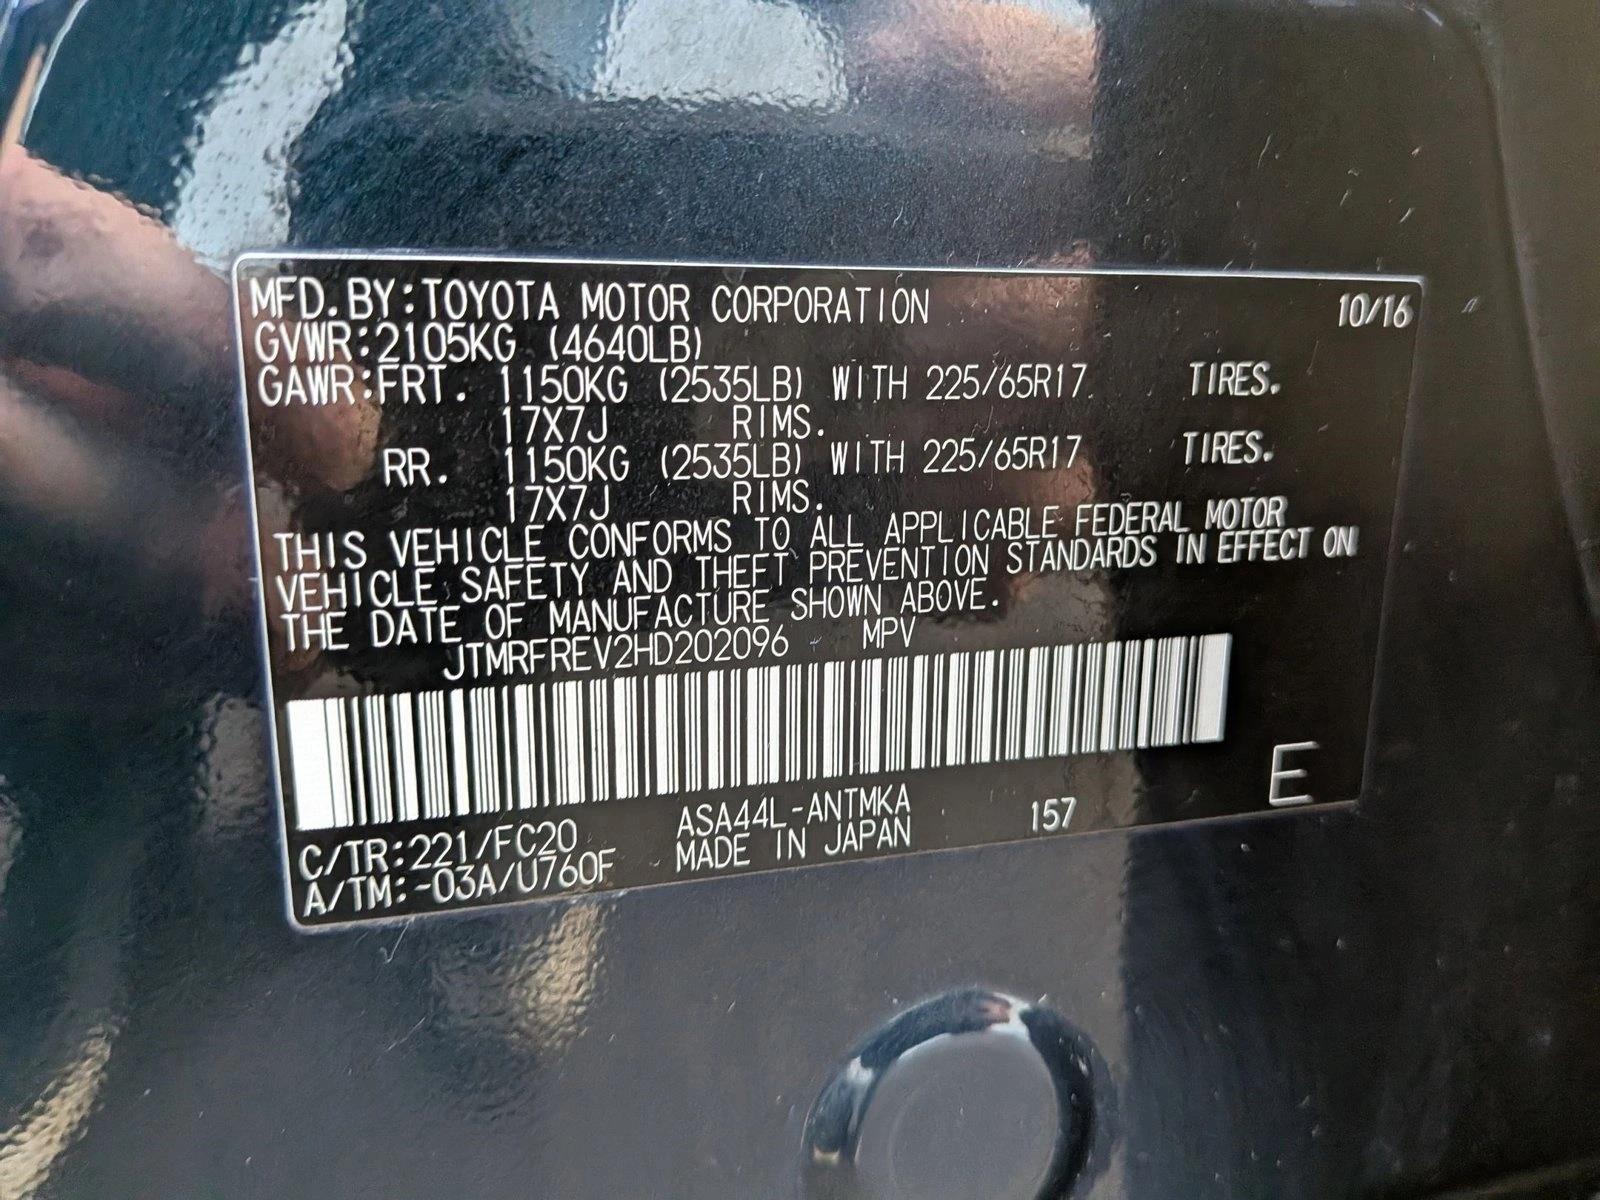 MFD.BY:TOYOTA MOTOR CORPORATION 10/16
GVWR:2105KG (4640LB)
GAWR:FRT. 1150KG (2535LB) WITH 225/65R17 TIRES.
17X7J RIMS.
RR. 1150KG (2535LB) WITH 225/65R17 TIRES.
17X7J RIMS.
THIS VEHICLE CONFORMS TO ALL APPLICABLE FEDERAL MOTOR
VEHICLE SAFETY AND THEFT PREVENTION STANDARDS IN EFFECT ON
THE DATE OF MANUFACTURE SHOWN ABOVE.
JTMRFREV2HD202096 MPV
E
C/TR:221/FC20 ASA44L-ANTMKA 157
A/TM:-03A/U760F MADE IN JAPAN